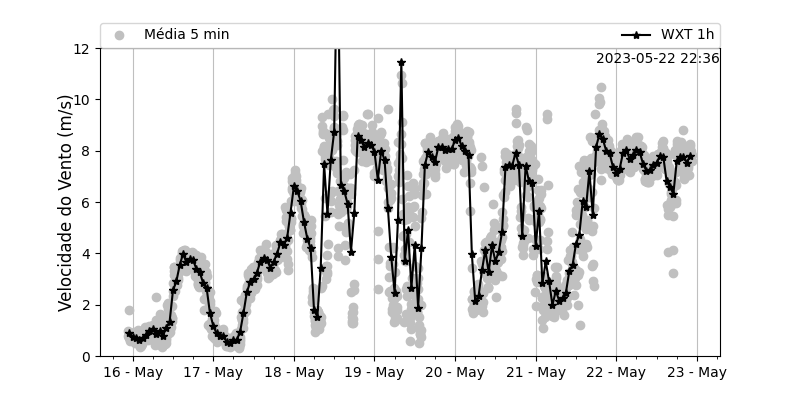 Média 5 min
WXT 1h
2023-05-22 22:36
Velocidade do Vento (m/s)
12
10
8
6
4
2
0
16 - May
17 - May
18 - May
19 - May
20 - May
21 - May
22 - May
23 - May